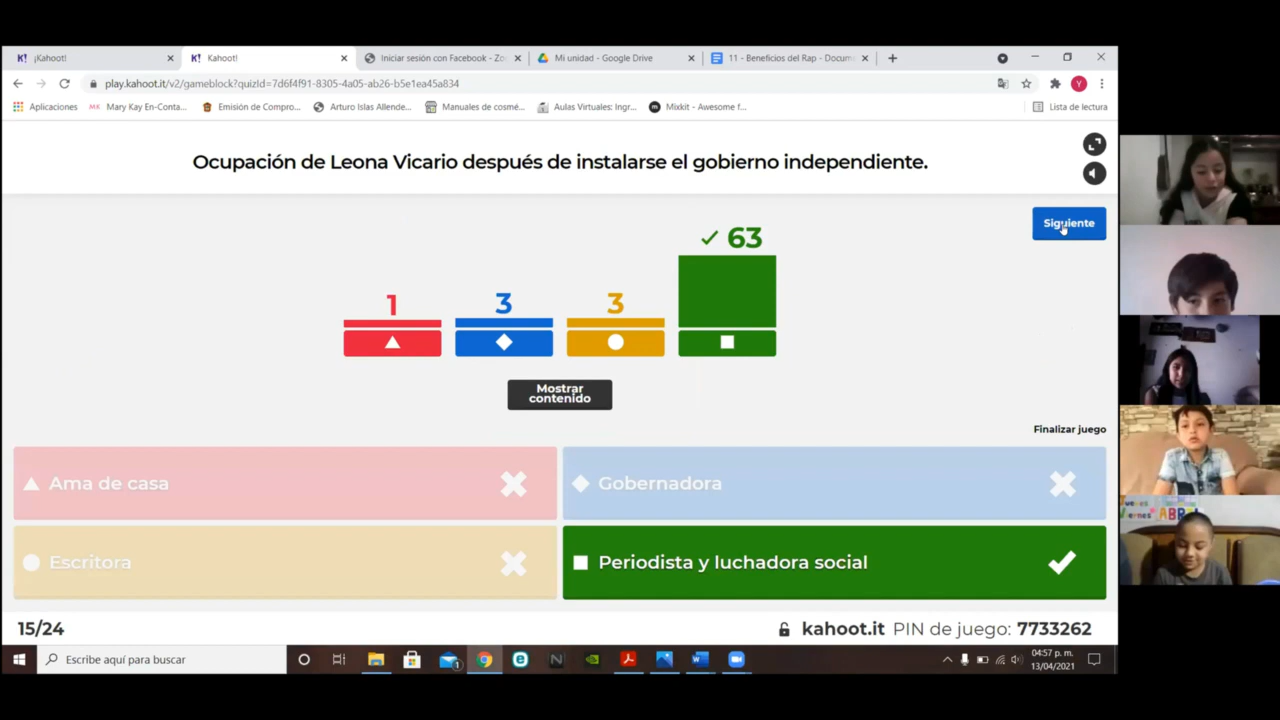 ¡Kahoot!
Kahoot!
Iniciar sesión con Facebook - Zo
Mi unidad - Google Drive
11 - Beneficios del Rap - Docum
play.kahoot.it/v2/gameblock?quizId=7d6f4f91-8305-4a05-ab26-b5e1ea45a834
Y
Aplicaciones
MK Mary Kay En-Conta...
Emisión de Compro...
Arturo Islas Allende...
Manuales de cosmé...
Aulas Virtuales: Ingr...
Mixkit - Awesome f...
Lista de lectura
Ocupación de Leona Vicario después de instalarse el gobierno independiente.
Siguiente
1
3
3
63
Mostrar
contenido
Finalizar juego
Ama de casa
Gobernadora
Escritora
Periodista y luchadora social
15/24
kahoot.it PIN de juego: 7733262
Escribe aquí para buscar
1
04:57 p. m.
13/04/2021
Viernes ABR